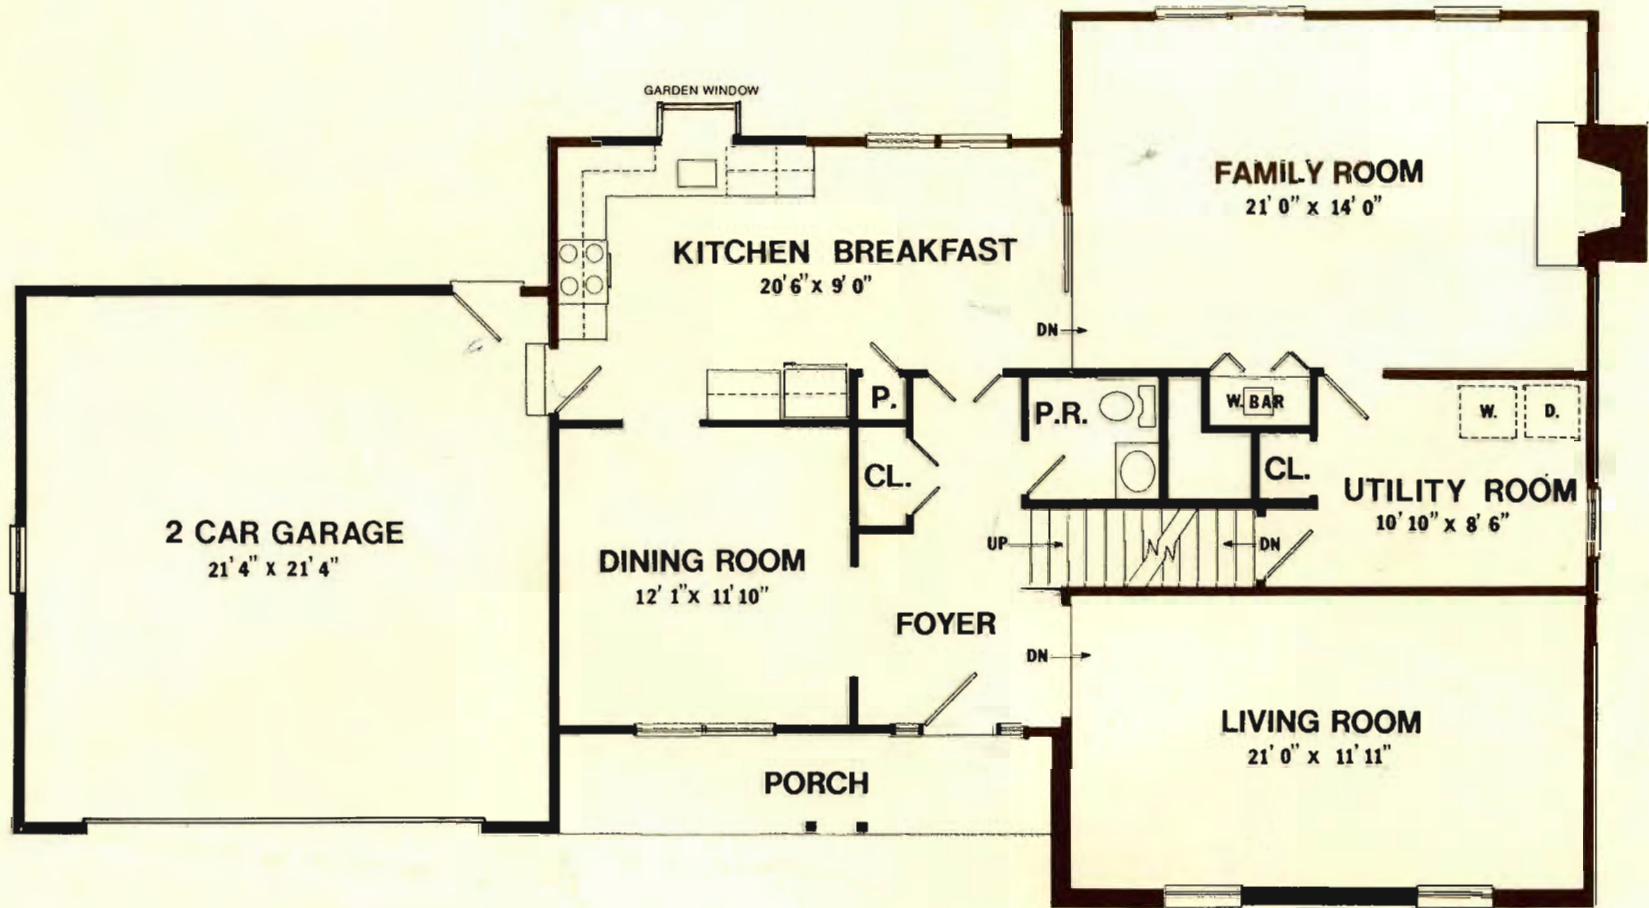 GARDEN WINDOW
FAMILY ROOM
21' 0" X 14' 0"
KITCHEN BREAKFAST
20' 6" X 9' 0"
DN
P.
P.R.
W. BAR
W.
D.
CL.
CL.
UTILITY ROOM
10' 10" X 8' 6"
2 CAR GARAGE
21' 4" X 21' 4"
DINING ROOM
12' 1" X 11' 10"
UP
DN
FOYER
DN
LIVING ROOM
21' 0" X 11' 11"
PORCH